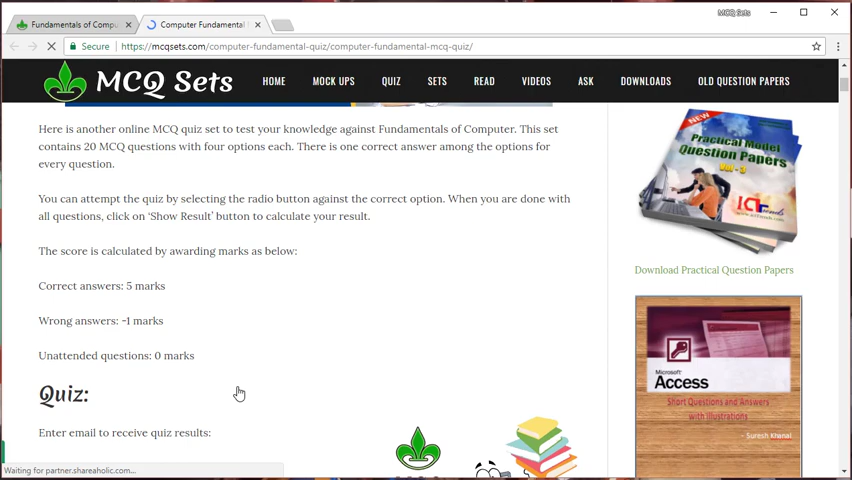 MCQ Sets
Fundamentals of Compu
Computer Fundamental
Secure
https://mcqsets.com/computer-fundamental-quiz/computer-fundamental-mcq-quiz/
MCQ Sets
HOME MOCK UPS QUIZ SETS READ VIDEOS ASK DOWNLOADS OLD QUESTION PAPERS
Here is another online MCQ quiz set to test your knowledge against Fundamentals of Computer. This set
contains 20 MCQ questions with four options each. There is one correct answer among the options for
every question.
You can attempt the quiz by selecting the radio button against the correct option. When you are done with
all questions, click on ‘Show Result’ button to calculate your result.
The score is calculated by awarding marks as below:
Correct answers: 5 marks
Wrong answers: -1 marks
Unattended questions: 0 marks
Quiz:
Enter email to receive quiz results:
NEW
Practical Model
Question Papers
Vol - 3
Download Practical Question Papers
Microsoft
Access
Short Questions and Answers
with Illustrations
- Suresh Khanal
Waiting for partner.shareaholic.com...